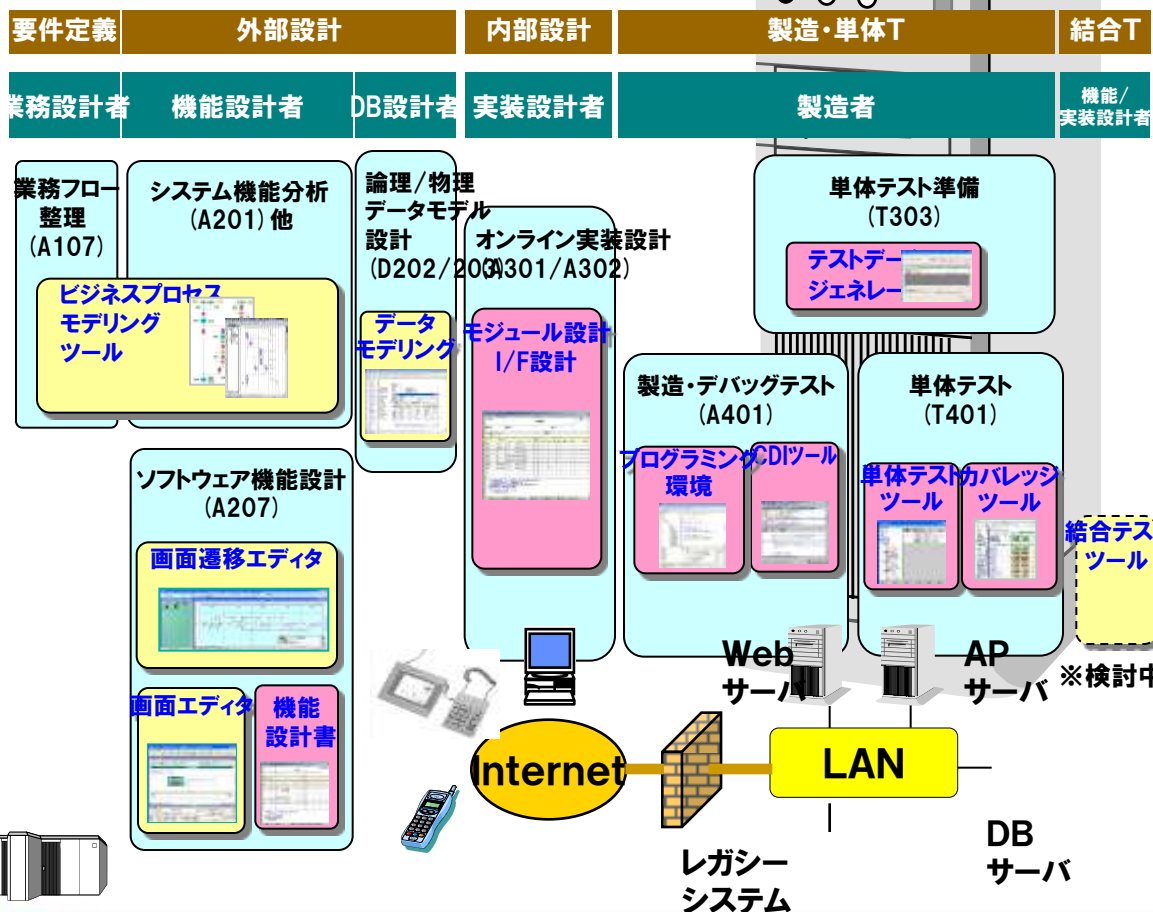 要件定義
外部設計
内部設計
製造・単体T
結合T
業務設計者
機能設計者
DB設計者
実装設計者
製造者
機能/
実装設計者
業務フロー
整理
(A107)
システム機能分析
(A201)他
ビジネスプロセス
モデリング
ツール
論理/物理
データモデル
設計
(D202/203)
データ
モデリング
オンライン実装設計
(A301/A302)
モジュール設計
I/F設計
単体テスト準備
(T303)
テストデー
ジェネレー
製造・デバッグテスト
(A401)
プログラミング
環境
CDIツール
単体テスト
(T401)
単体テスト
ツール
カバレッジ
ツール
結合テス
ツール
※検討中
ソフトウェア機能設計
(A207)
画面遷移エディタ
画面エディタ
機能
設計書
Web
サーバ
AP
サーバ
Internet
LAN
レガシー
システム
DB
サーバ